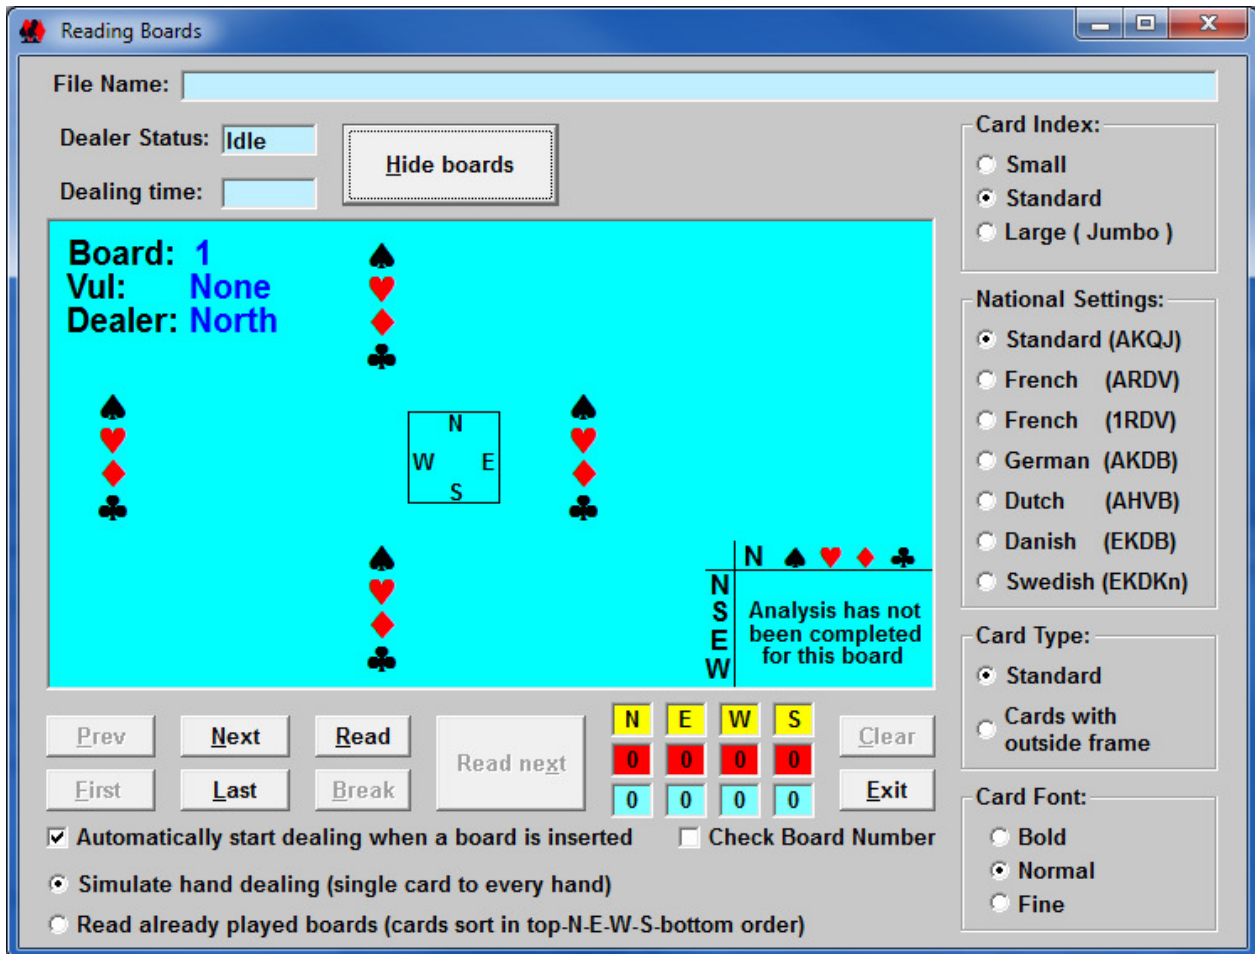 Reading Boards
File Name:
Dealer Status: Idle
Hide boards
Dealing time:
Board: 1
Vul: None
Dealer: North
N
W E
S
N ♠ ♥ ♦ ♣
N
S
E
W
Analysis has not
been completed
for this board
Prev Next Read
First Last Break
Read next
N E W S
0 0 0 0
0 0 0 0
Clear
Exit
Automatically start dealing when a board is inserted Check Board Number
Simulate hand dealing (single card to every hand)
Read already played boards (cards sort in top-N-E-W-S-bottom order)
Card Index:
Small
Standard
Large ( Jumbo )
National Settings:
Standard (AKQJ)
French (ARDV)
French (1RDV)
German (AKDB)
Dutch (AHVB)
Danish (EKDB)
Swedish (EKDKn)
Card Type:
Standard
Cards with
outside frame
Card Font:
Bold
Normal
Fine